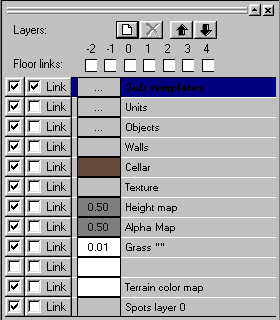 Layers:
-2 -1 0 1 2 3 4
Floor links:
Link ... Sub templates
Link ... Units
Link ... Objects
Link Walls
Link Cellar
Link Texture
Link 0.50 Height map
Link 0.50 Alpha Map
Link 0.01 Grass ""
Link
Link Terrain color map
Link Spots layer 0